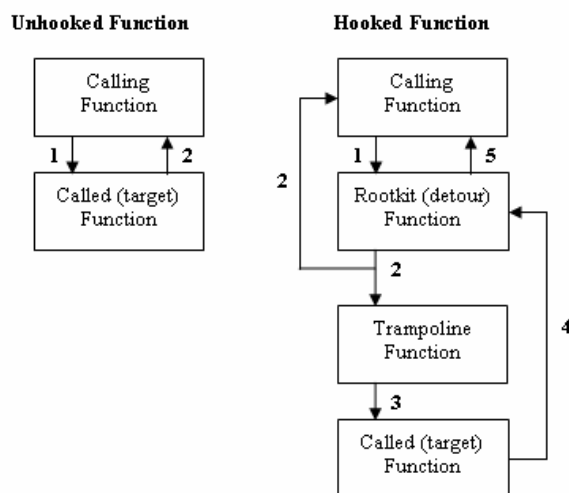 Unhooked Function
Calling
Function
1
2
Called (target)
Function
Hooked Function
Calling
Function
1
5
2
Rootkit (detour)
Function
2
Trampoline
Function
4
3
Called (target)
Function